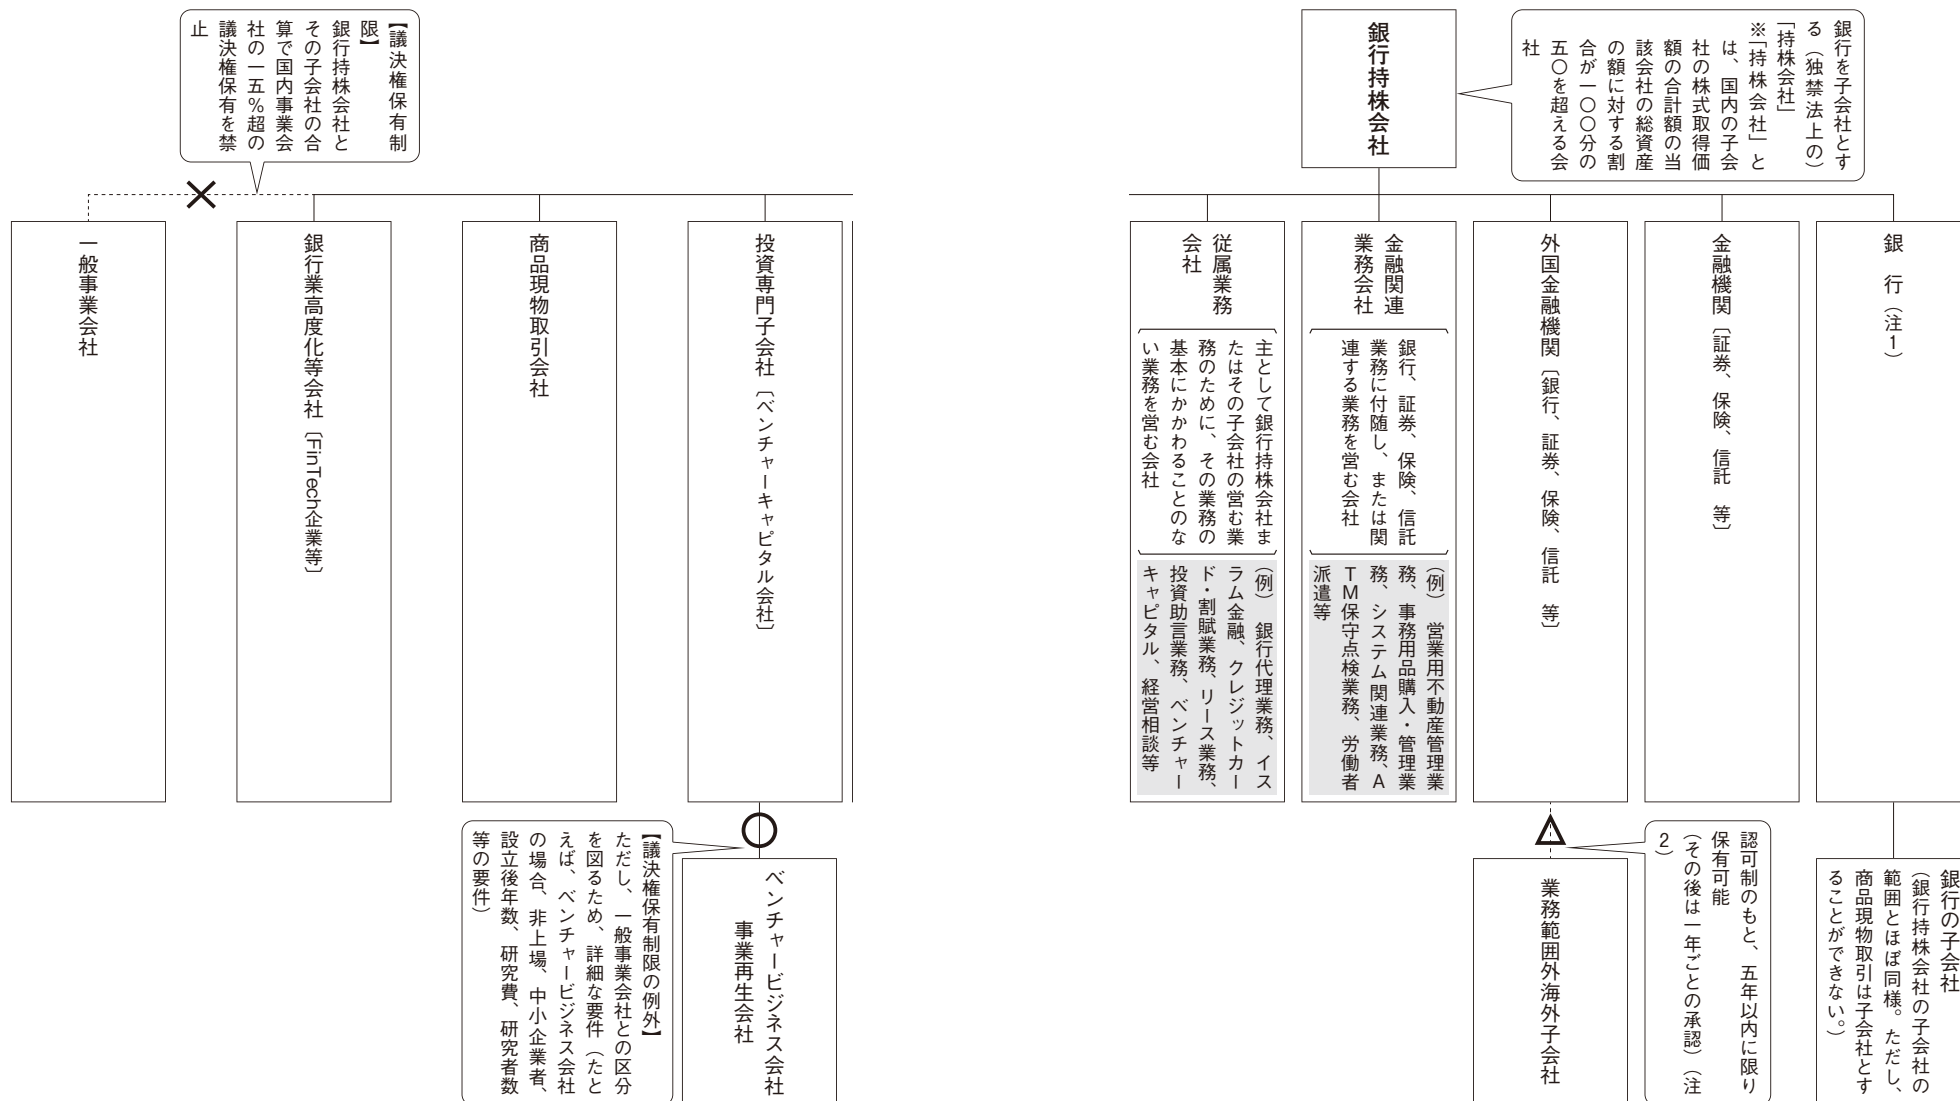 銀行を子会社とす
る（独禁法上の）
「持株会社」
※「持株会社」と
は、国内の子会
社の株式取得価
額の合計額の当
該会社の総資産
の額に対する割
合が一〇〇分の
五〇を超える会
社
銀行持株会社
銀　行（注1）
金融機関〔証券、保険、信託　等〕
外国金融機関〔銀行、証券、保険、信託　等〕
金融関連
業務会社
銀行、証券、保険、信託
業務に付随し、または関
連する業務を営む会社
（例）　営業用不動産管理業
務、事務用品購入・管理業
務、システム関連業務、A
TM保守点検業務、労働者
派遣等
従属業務
会社
主として銀行持株会社ま
たはその子会社の営む業
務のために、その業務の
基本にかかわることのな
い業務を営む会社
（例）　銀行代理業務、イス
ラム金融、クレジットカー
ド・割賦業務、リース業務、
投資助言業務、ベンチャー
キャピタル、経営相談等
銀行の子会社
（銀行持株会社の子会社の
範囲とほぼ同様。ただし、
商品現物取引は子会社とす
ることができない。）
認可制のもと、五年以内に限り
保有可能
（その後は一年ごとの承認）（注
2）
業務範囲外海外子会社
投資専門子会社〔ベンチャーキャピタル会社〕
商品現物取引会社
銀行業高度化等会社〔FinTech企業等〕
一般事業会社
【議決権保有制
限】
銀行持株会社と
その子会社の合
算で国内事業会
社の一五％超の
議決権保有を禁
止
ベンチャービジネス会社
事業再生会社
【議決権保有制限の例外】
ただし、一般事業会社との区分
を図るため、詳細な要件（たと
えば、ベンチャービジネス会社
の場合、非上場、中小企業者、
設立後年数、研究費、研究者数
等の要件）